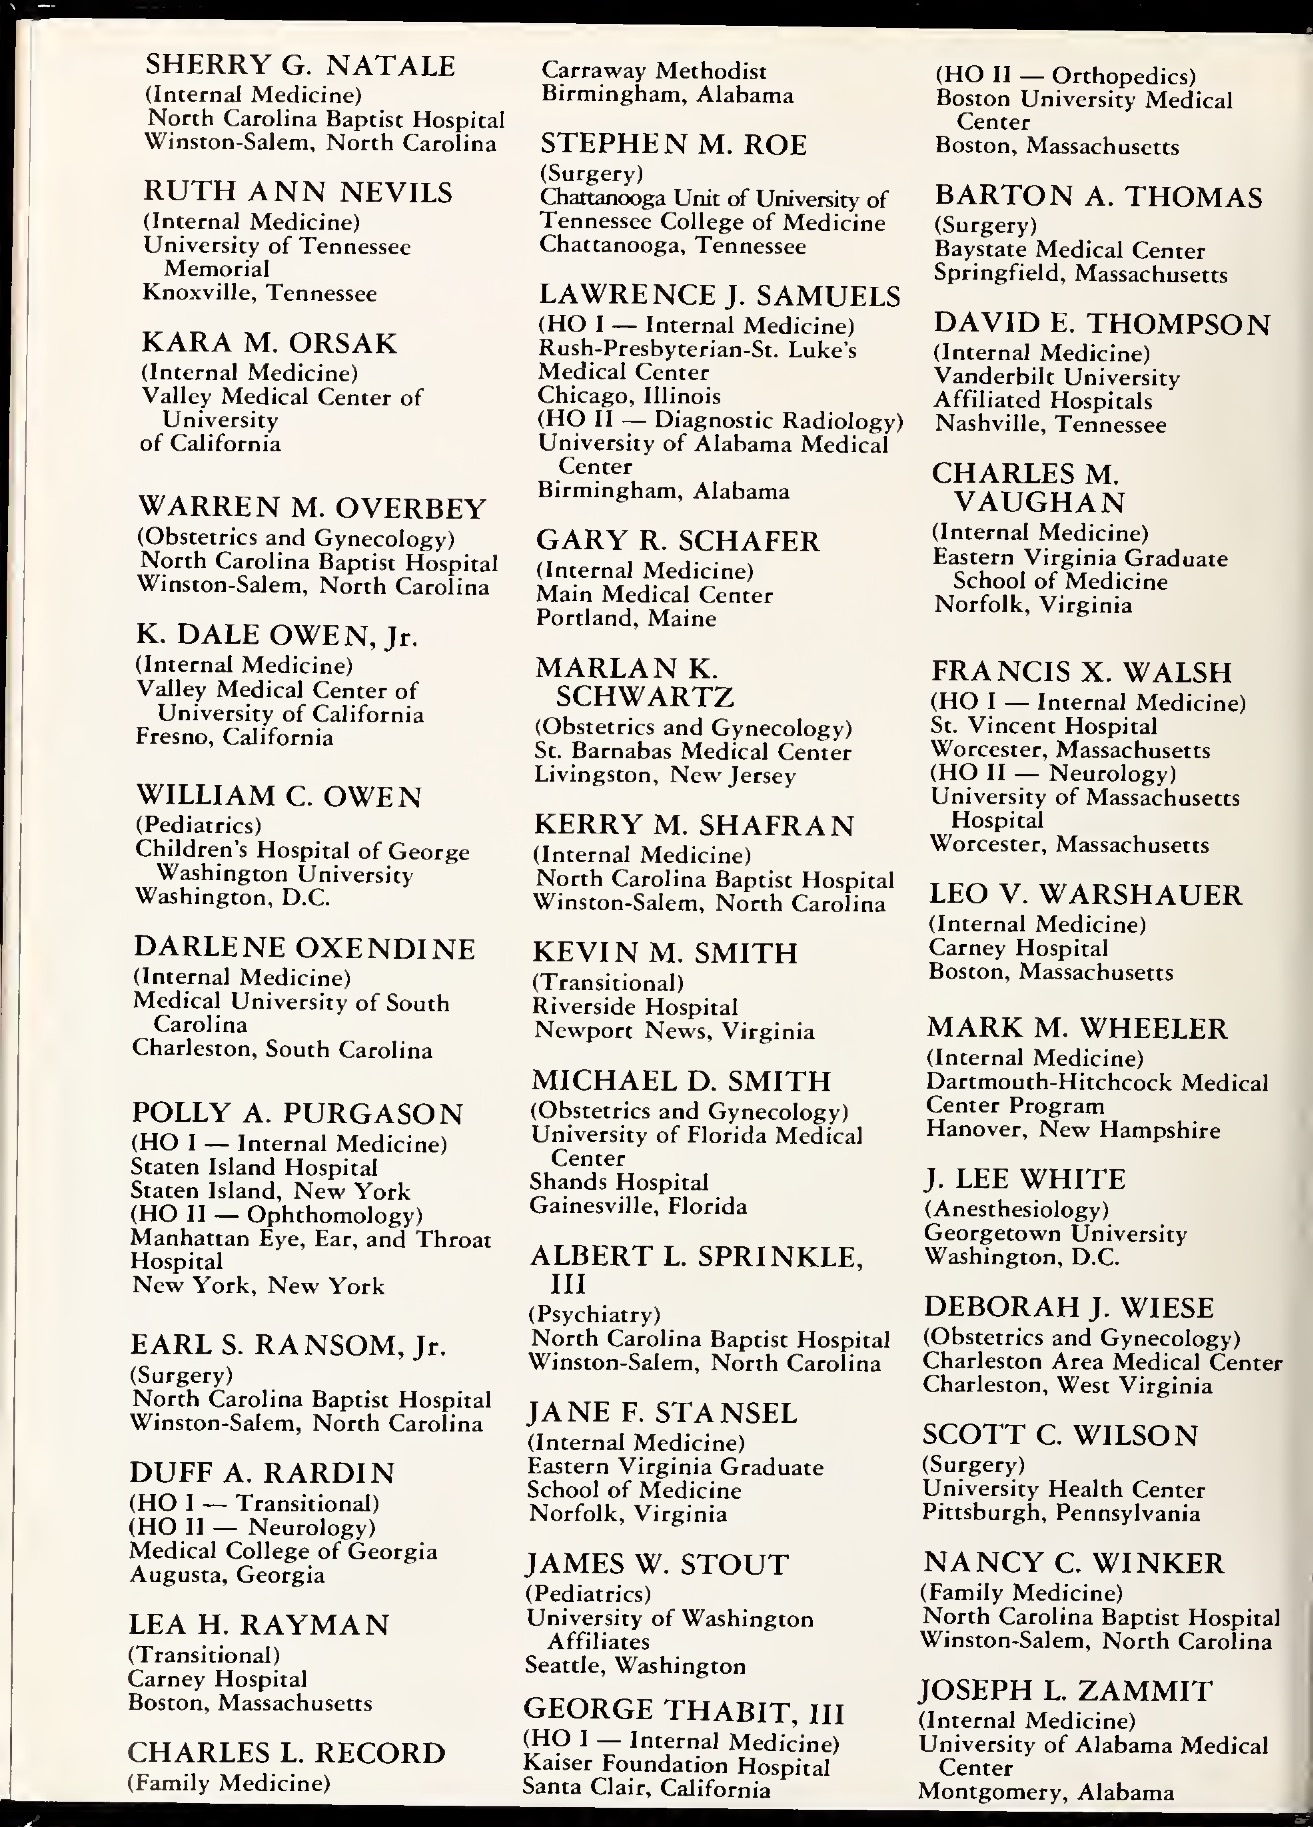 SHERRY G. NATALE
(Internal Medicine)
North Carolina Baptist Hospital
Winston-Salem, North Carolina
RUTH ANN NEVILS
(Internal Medicine)
University of Tennessee
Memorial
Knoxville, Tennessee
KARA M. ORSAK
(Internal Medicine)
Valley Medical Center of
University
of California
WARREN M. OVERBEY
(Obstetrics and Gynecology)
North Carolina Baptist Hospital
Winston-Salem, North Carolina
K. DALE OWEN, Jr.
(Internal Medicine)
Valley Medical Center of
University of California
Fresno, California
WILLIAM C. OWEN
(Pediatrics)
Children's Hospital of George
Washington University
Washington, D.C.
DARLENE OXENDINE
(Internal Medicine)
Medical University of South
Carolina
Charleston, South Carolina
POLLY A. PURGASON
(HO I — Internal Medicine)
Staten Island Hospital
Staten Island, New York
(HO II — Ophthomology)
Manhattan Eye, Ear, and Throat
Hospital
New York, New York
EARL S. RANSOM, Jr.
(Surgery)
North Carolina Baptist Hospital
Winston-Salem, North Carolina
DUFF A. RARDIN
(HO I — Transitional)
(HO II — Neurology)
Medical College of Georgia
Augusta, Georgia
LEA H. RAYMAN
(Transitional)
Carney Hospital
Boston, Massachusetts
CHARLES L. RECORD
(Family Medicine)
Carraway Methodist
Birmingham, Alabama
STEPHEN M. ROE
(Surgery)
Chattanooga Unit of University of
Tennessee College of Medicine
Chattanooga, Tennessee
LAWRENCE J. SAMUELS
(HO I — Internal Medicine)
Rush-Presbyterian-St. Luke's
Medical Center
Chicago, Illinois
(HO II — Diagnostic Radiology)
University of Alabama Medical
Center
Birmingham, Alabama
GARY R. SCHAFER
(Internal Medicine)
Main Medical Center
Portland, Maine
MARLAN K.
SCHWARTZ
(Obstetrics and Gynecology)
St. Barnabas Medical Center
Livingston, New Jersey
KERRY M. SHAFRAN
(Internal Medicine)
North Carolina Baptist Hospital
Winston-Salem, North Carolina
KEVIN M. SMITH
(Transitional)
Riverside Hospital
Newport News, Virginia
MICHAEL D. SMITH
(Obstetrics and Gynecology)
University of Florida Medical
Center
Shands Hospital
Gainesville, Florida
ALBERT L. SPRINKLE,
III
(Psychiatry)
North Carolina Baptist Hospital
Winston-Salem, North Carolina
JANE F. STANSEL
(Internal Medicine)
Eastern Virginia Graduate
School of Medicine
Norfolk, Virginia
JAMES W. STOUT
(Pediatrics)
University of Washington
Affiliates
Seattle, Washington
GEORGE THABIT, III
(HO I — Internal Medicine)
Kaiser Foundation Hospital
Santa Clair, California
(HO II — Orthopedics)
Boston University Medical
Center
Boston, Massachusetts
BARTON A. THOMAS
(Surgery)
Baystate Medical Center
Springfield, Massachusetts
DAVID E. THOMPSON
(Internal Medicine)
Vanderbilt University
Affiliated Hospitals
Nashville, Tennessee
CHARLES M.
VAUGHAN
(Internal Medicine)
Eastern Virginia Graduate
School of Medicine
Norfolk, Virginia
FRANCIS X. WALSH
(HO I — Internal Medicine)
St. Vincent Hospital
Worcester, Massachusetts
(HO II — Neurology)
University of Massachusetts
Hospital
Worcester, Massachusetts
LEO V. WARSHAUER
(Internal Medicine)
Carney Hospital
Boston, Massachusetts
MARK M. WHEELER
(Internal Medicine)
Dartmouth-Hitchcock Medical
Center Program
Hanover, New Hampshire
J. LEE WHITE
(Anesthesiology)
Georgetown University
Washington, D.C.
DEBORAH J. WIESE
(Obstetrics and Gynecology)
Charleston Area Medical Center
Charleston, West Virginia
SCOTT C. WILSON
(Surgery)
University Health Center
Pittsburgh, Pennsylvania
NANCY C. WINKER
(Family Medicine)
North Carolina Baptist Hospital
Winston-Salem, North Carolina
JOSEPH L. ZAMMIT
(Internal Medicine)
University of Alabama Medical
Center
Montgomery, Alabama